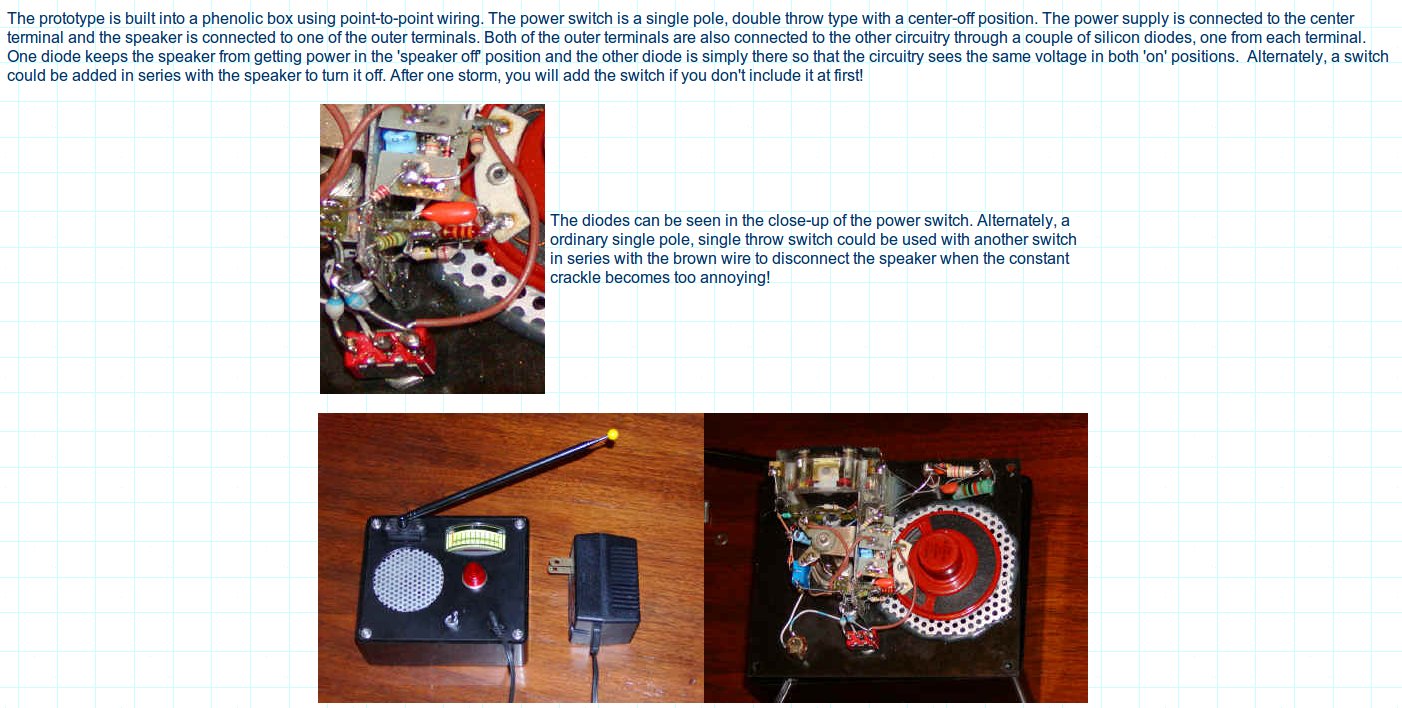 The prototype is built into a phenolic box using point-to-point wiring. The power switch is a single pole, double throw type with a center-off position. The power supply is connected to the center
terminal and the speaker is connected to one of the outer terminals. Both of the outer terminals are also connected to the other circuitry through a couple of silicon diodes, one from each terminal.
One diode keeps the speaker from getting power in the 'speaker off' position and the other diode is simply there so that the circuitry sees the same voltage in both 'on' positions.  Alternately, a switch
could be added in series with the speaker to turn it off. After one storm, you will add the switch if you don't include it at first!
The diodes can be seen in the close-up of the power switch. Alternately, a
ordinary single pole, single throw switch could be used with another switch
in series with the brown wire to disconnect the speaker when the constant
crackle becomes too annoying!